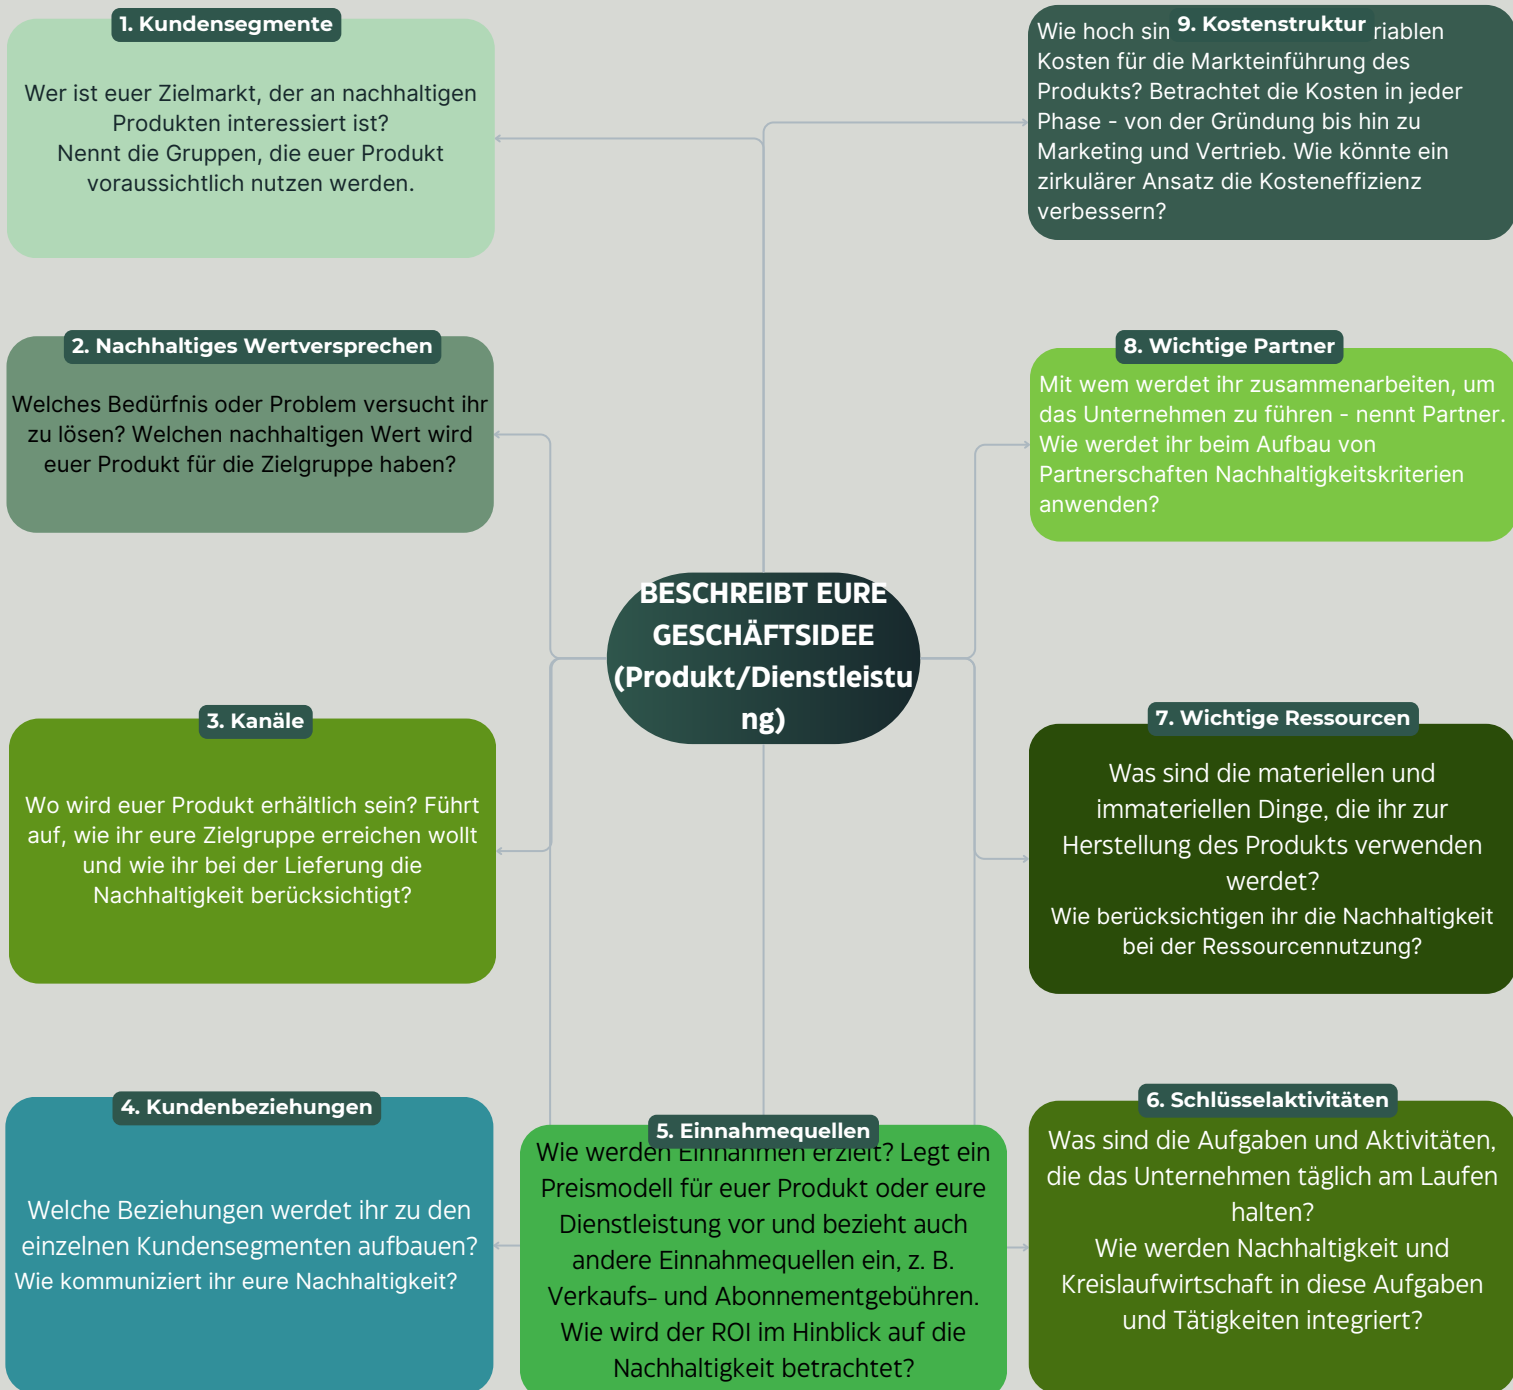 1. Kundensegmente
Wer ist euer Zielmarkt, der an nachhaltigen
Produkten interessiert ist?
Nennt die Gruppen, die euer Produkt
voraussichtlich nutzen werden.
2. Nachhaltiges Wertversprechen
Welches Bedürfnis oder Problem versucht ihr
zu lösen? Welchen nachhaltigen Wert wird
euer Produkt für die Zielgruppe haben?
3. Kanäle
Wo wird euer Produkt erhältlich sein? Führt
auf, wie ihr eure Zielgruppe erreichen wollt
und wie ihr bei der Lieferung die
Nachhaltigkeit berücksichtigt?
4. Kundenbeziehungen
Welche Beziehungen werdet ihr zu den
einzelnen Kundensegmenten aufbauen?
Wie kommuniziert ihr eure Nachhaltigkeit?
BESCHREIBT EURE
GESCHÄFTSIDEE
(Produkt/Dienstleistu
ng)
5. Einnahmequellen
Wie werden Einnahmen erzielt? Legt ein
Preismodell für euer Produkt oder eure
Dienstleistung vor und bezieht auch
andere Einnahmequellen ein, z. B.
Verkaufs- und Abonnementgebühren.
Wie wird der ROI im Hinblick auf die
Nachhaltigkeit betrachtet?
6. Schlüsselaktivitäten
Was sind die Aufgaben und Aktivitäten,
die das Unternehmen täglich am Laufen
halten?
Wie werden Nachhaltigkeit und
Kreislaufwirtschaft in diese Aufgaben
und Tätigkeiten integriert?
7. Wichtige Ressourcen
Was sind die materiellen und
immateriellen Dinge, die ihr zur
Herstellung des Produkts verwenden
werdet?
Wie berücksichtigen ihr die Nachhaltigkeit
bei der Ressourcennutzung?
8. Wichtige Partner
Mit wem werdet ihr zusammenarbeiten, um
das Unternehmen zu führen - nennt Partner.
Wie werdet ihr beim Aufbau von
Partnerschaften Nachhaltigkeitskriterien
anwenden?
9. Kostenstruktur
Wie hoch sin riablen
Kosten für die Markteinführung des
Produkts? Betrachtet die Kosten in jeder
Phase - von der Gründung bis hin zu
Marketing und Vertrieb. Wie könnte ein
zirkulärer Ansatz die Kosteneffizienz
verbessern?